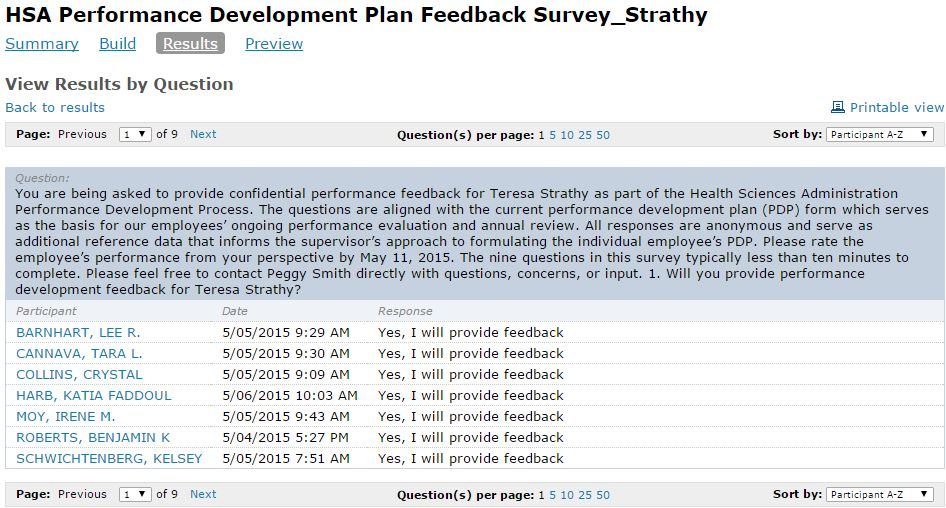 HSA Performance Development Plan Feedback Survey_Strathy
Summary Build Results Preview
View Results by Question
Back to results Printable view
Page: Previous 1 of 9 Next Question(s) per page: 1 5 10 25 50 Sort by: Participant A-Z
Question:
You are being asked to provide confidential performance feedback for Teresa Strathy as part of the Health Sciences Administration
Performance Development Process. The questions are aligned with the current performance development plan (PDP) form which serves
as the basis for our employees’ ongoing performance evaluation and annual review. All responses are anonymous and serve as
additional reference data that informs the supervisor’s approach to formulating the individual employee’s PDP. Please rate the
employee’s performance from your perspective by May 11, 2015. The nine questions in this survey typically less than ten minutes to
complete. Please feel free to contact Peggy Smith directly with questions, concerns, or input. 1. Will you provide performance
development feedback for Teresa Strathy?
Participant Date Response
BARNHART, LEE R. 5/05/2015 9:29 AM Yes, I will provide feedback
CANNAVA, TARA L. 5/05/2015 9:30 AM Yes, I will provide feedback
COLLINS, CRYSTAL 5/05/2015 9:09 AM Yes, I will provide feedback
HARB, KATIA FADDOUL 5/06/2015 10:03 AM Yes, I will provide feedback
MOY, IRENE M. 5/05/2015 9:43 AM Yes, I will provide feedback
ROBERTS, BENJAMIN K 5/04/2015 5:27 PM Yes, I will provide feedback
SCHWICHTENBERG, KELSEY 5/05/2015 7:51 AM Yes, I will provide feedback
Page: Previous 1 of 9 Next Question(s) per page: 1 5 10 25 50 Sort by: Participant A-Z